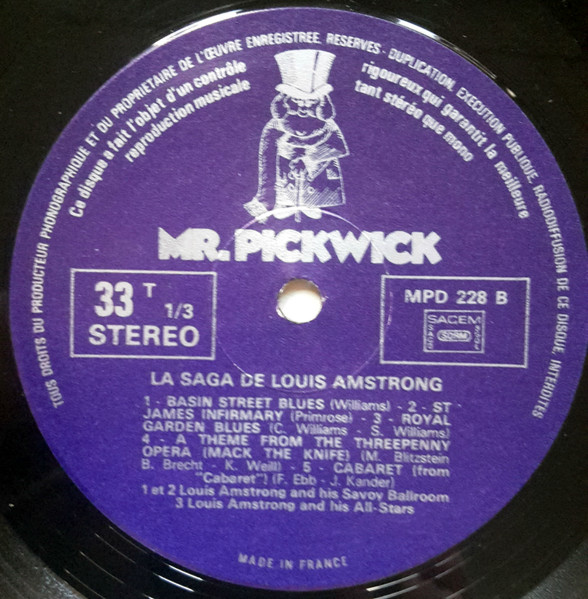 TOUS DROITS DU PRODUCTEUR PHONOGRAPHIQUE ET DU PROPRIETAIRE DE L'ŒUVRE ENREGISTREE, RESERVES - DUPLICATION, EXECUTION PUBLIQUE, RADIODIFFUSION DE CE DISQUE, INTERDITES
Ce disque a fait l'objet d'un contrôle
rigoureux qui garantit la meilleure
reproduction musicale
tant stéréo que mono
MR. PICKWICK
33 T 1/3
STEREO
MPD 228 B
SACEM
SDRM
LA SAGA DE LOUIS AMSTRONG
1 - BASIN STREET BLUES (Williams) - 2 - ST
JAMES INFIRMARY (Primrose) - 3 - ROYAL
GARDEN BLUES (C. Williams - S. Williams)
4 - A THEME FROM THE THREEPENNY
OPERA (MACK THE KNIFE) (M. Blitzstein
B. Brecht - K. Weill) - 5 - CABARET (from
"Cabaret") (F. Ebb - J. Kander)
1 et 2 Louis Amstrong and his Savoy Ballroom
3 Louis Amstrong and his All-Stars
MADE IN FRANCE